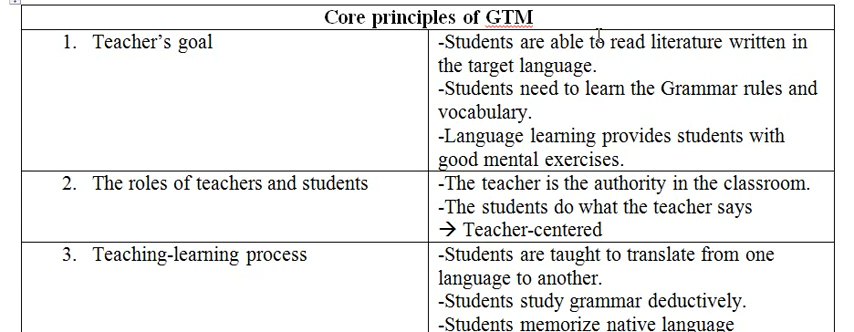 Core principles of GTM
1. Teacher's goal
-Students are able to read literature written in
the target language.
-Students need to learn the Grammar rules and
vocabulary.
-Language learning provides students with
good mental exercises.
2. The roles of teachers and students
-The teacher is the authority in the classroom.
-The students do what the teacher says
→ Teacher-centered
3. Teaching-learning process
-Students are taught to translate from one
language to another.
-Students study grammar deductively.
-Students memorize native language